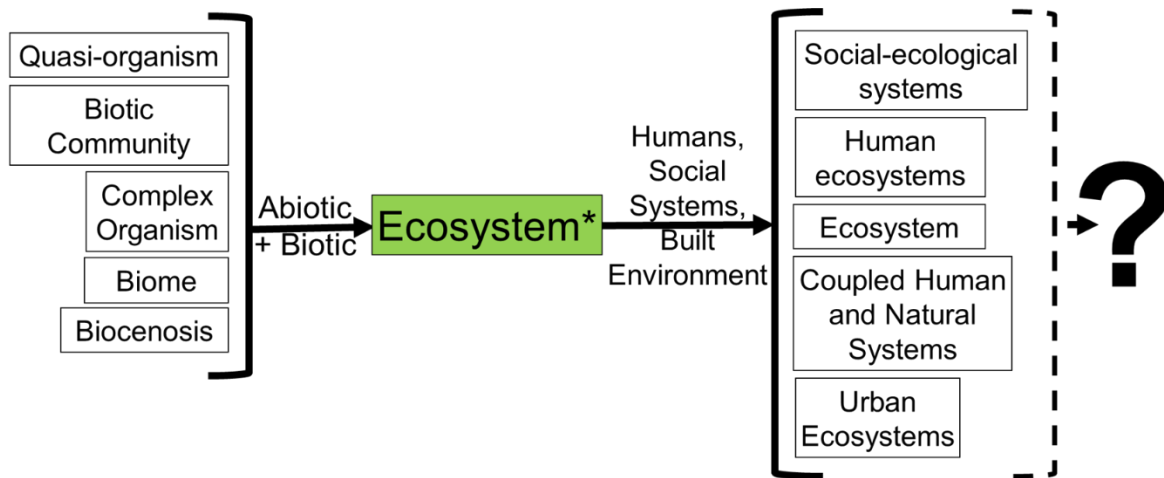 Quasi-organism
Biotic
Community
Complex
Organism
Biome
Biocenosis
Abiotic
+ Biotic
Ecosystem*
Humans,
Social
Systems,
Built
Environment
Social-ecological
systems
Human
ecosystems
Ecosystem
Coupled Human
and Natural
Systems
Urban
Ecosystems
?